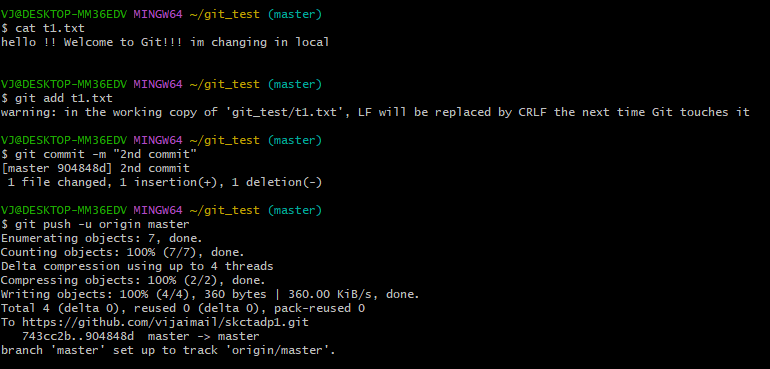 VJ@DESKTOP-MM36EDV MINGW64 ~/git_test (master)
$ cat t1.txt
hello !! Welcome to Git!!! im changing in local
VJ@DESKTOP-MM36EDV MINGW64 ~/git_test (master)
$ git add t1.txt
warning: in the working copy of 'git_test/t1.txt', LF will be replaced by CRLF the next time Git touches it
VJ@DESKTOP-MM36EDV MINGW64 ~/git_test (master)
$ git commit -m "2nd commit"
[master 904848d] 2nd commit
 1 file changed, 1 insertion(+), 1 deletion(-)
VJ@DESKTOP-MM36EDV MINGW64 ~/git_test (master)
$ git push -u origin master
Enumerating objects: 7, done.
Counting objects: 100% (7/7), done.
Delta compression using up to 4 threads
Compressing objects: 100% (2/2), done.
Writing objects: 100% (4/4), 360 bytes | 360.00 KiB/s, done.
Total 4 (delta 0), reused 0 (delta 0), pack-reused 0
To https://github.com/vijaimail/skctadp1.git
   743cc2b..904848d  master -> master
branch 'master' set up to track 'origin/master'.